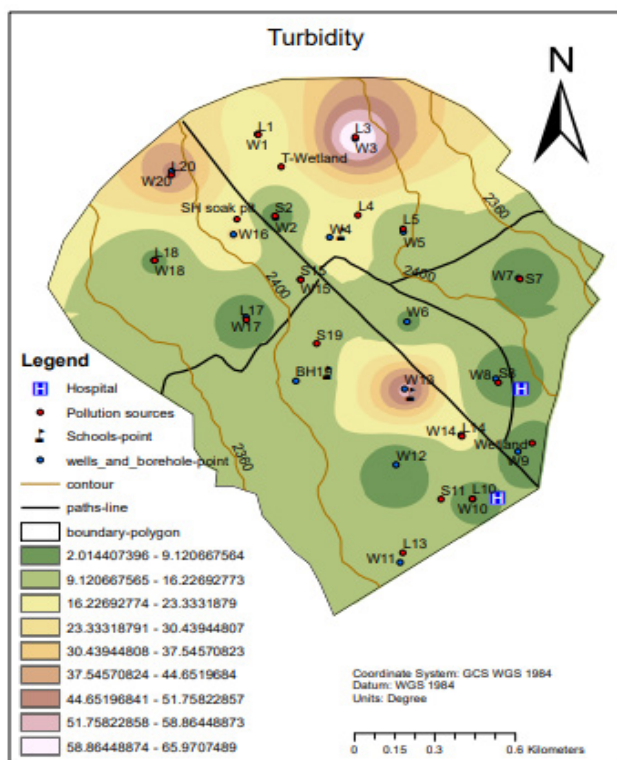 Turbidity
N
L1
W1
L3
W3
T-Wetland
L20
W20
2360
SH soak pit
S2
W2
L4
L5
W16
W4
W5
L18
W18
2400
S15
W15
2400
W7
S7
L17
W17
W6
S19
BH19
W13
W8
S8
W14
L14
Wetland
W9
2360
W12
S11
L10
W10
L13
W11
Legend
H Hospital
Pollution sources
Schools-point
wells_and_borehole-point
contour
paths-line
boundary-polygon
2.014407396 - 9.120667564
9.120667565 - 16.22692773
16.22692774 - 23.3331879
23.33318791 - 30.43944807
30.43944808 - 37.54570823
37.54570824 - 44.6519684
44.65196841 - 51.75822857
51.75822858 - 58.86448873
58.86448874 - 65.9707489
H
H
Coordinate System: GCS WGS 1984
Datum: WGS 1984
Units: Degree
0 0.15 0.3 0.6 Kilometers